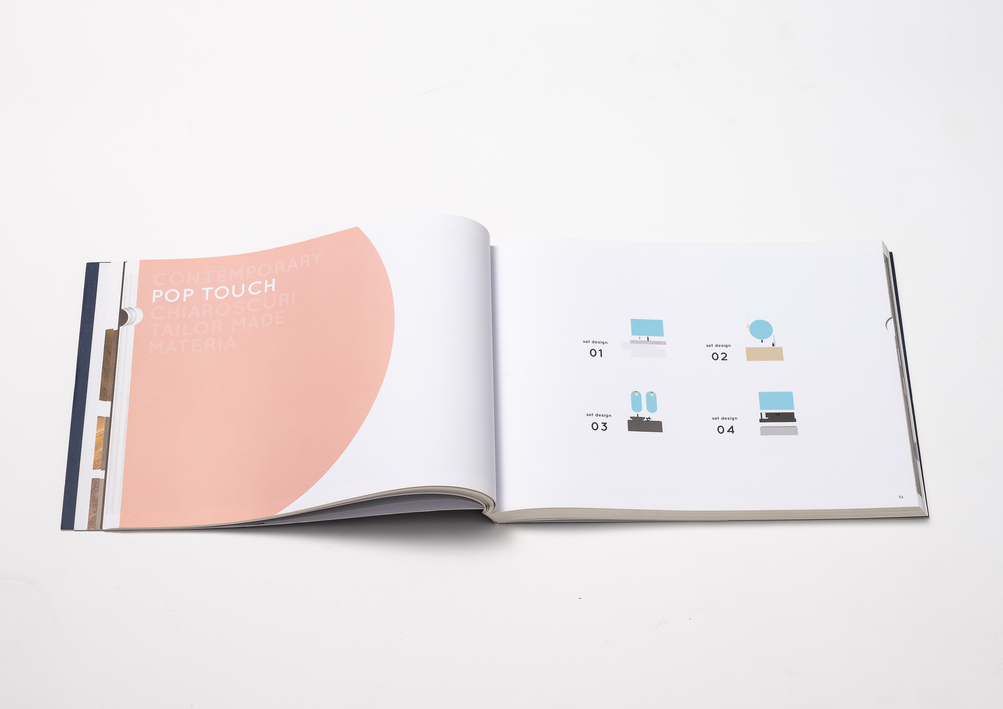 CONTEMPORARY
POP TOUCH
CHIAROSCURI
TAILOR MADE
MATERIA
set design
01
set design
02
set design
03
set design
04